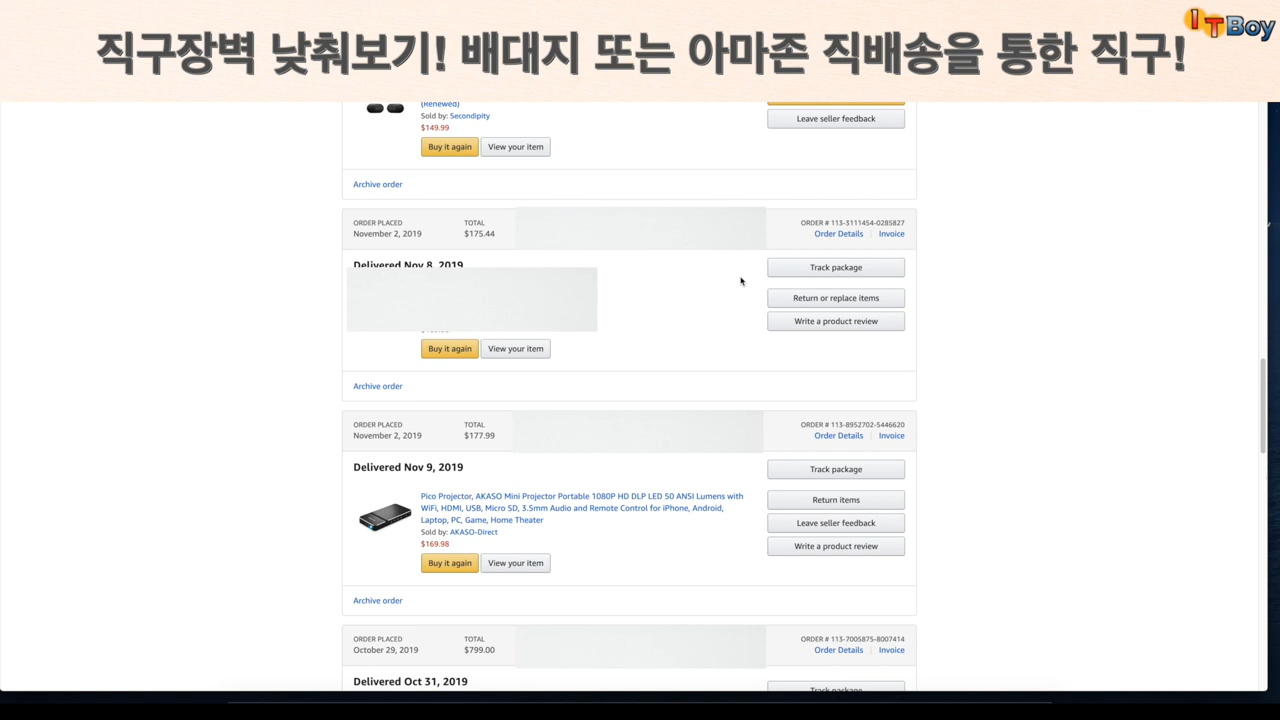 직구장벽 낮춰보기! 배대지 또는 아마존 직배송을 통한 직구!
ITBoy
(Renewed)
Sold by: Secondipity
$149.99
Buy it again
View your item
Leave seller feedback
Archive order
ORDER PLACED
November 2, 2019
TOTAL
$175.44
ORDER # 113-3111454-0285827
Order Details
Invoice
Delivered Nov 8, 2019
Track package
Return or replace items
Write a product review
Buy it again
View your item
Archive order
ORDER PLACED
November 2, 2019
TOTAL
$177.99
ORDER # 113-8952702-5446620
Order Details
Invoice
Delivered Nov 9, 2019
Track package
Pico Projector, AKASO Mini Projector Portable 1080P HD DLP LED 50 ANSI Lumens with
WiFi, HDMI, USB, Micro SD, 3.5mm Audio and Remote Control for iPhone, Android,
Laptop, PC, Game, Home Theater
Sold by: AKASO-Direct
$169.98
Return items
Leave seller feedback
Write a product review
Buy it again
View your item
Archive order
ORDER PLACED
October 29, 2019
TOTAL
$799.00
ORDER # 113-7005875-8007414
Order Details
Invoice
Delivered Oct 31, 2019
Track package